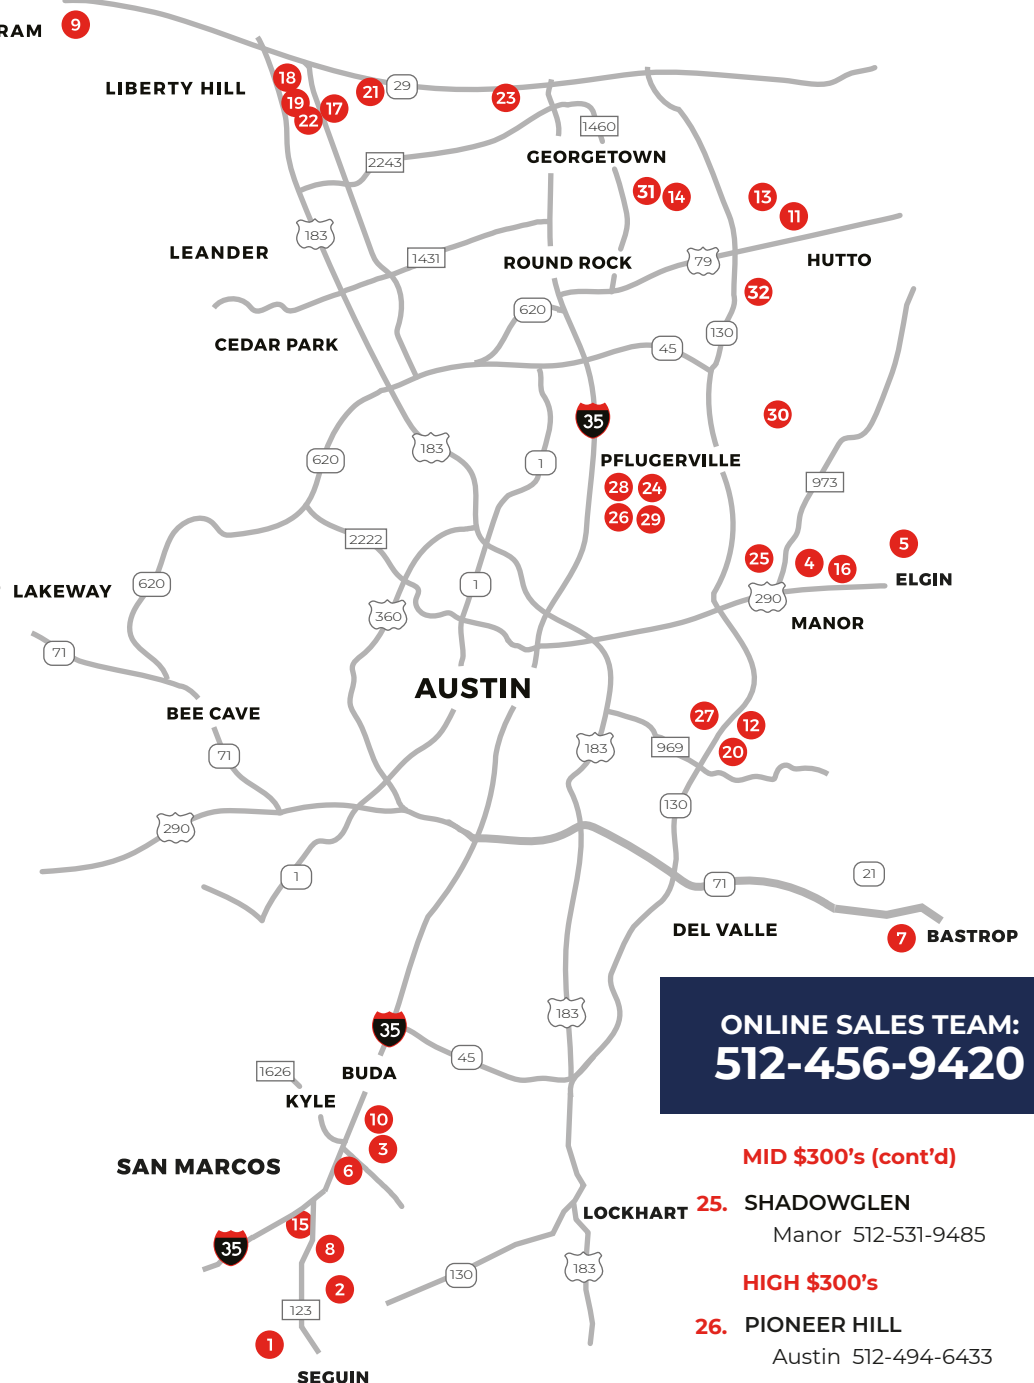 RAM
9
LIBERTY HILL
18
19
22
17
21
29
23
1460
GEORGETOWN
2243
31
14
13
11
183
LEANDER
1431
ROUND ROCK
79
HUTTO
32
620
130
CEDAR PARK
45
35
30
620
183
1
PFLUGERVILLE
28
24
26
29
973
2222
25
4
16
5
ELGIN
LAKEWAY
620
1
290
360
MANOR
71
AUSTIN
BEE CAVE
27
12
20
71
183
969
130
290
1
71
21
DEL VALLE
7
BASTROP
183
35
ONLINE SALES TEAM:
512-456-9420
45
1626
BUDA
KYLE
10
3
SAN MARCOS
6
MID $300's (cont'd)
25. SHADOWGLEN
Manor 512-531-9485
LOCKHART
15
35
8
183
130
HIGH $300's
2
123
26. PIONEER HILL
Austin 512-494-6433
1
SEGUIN